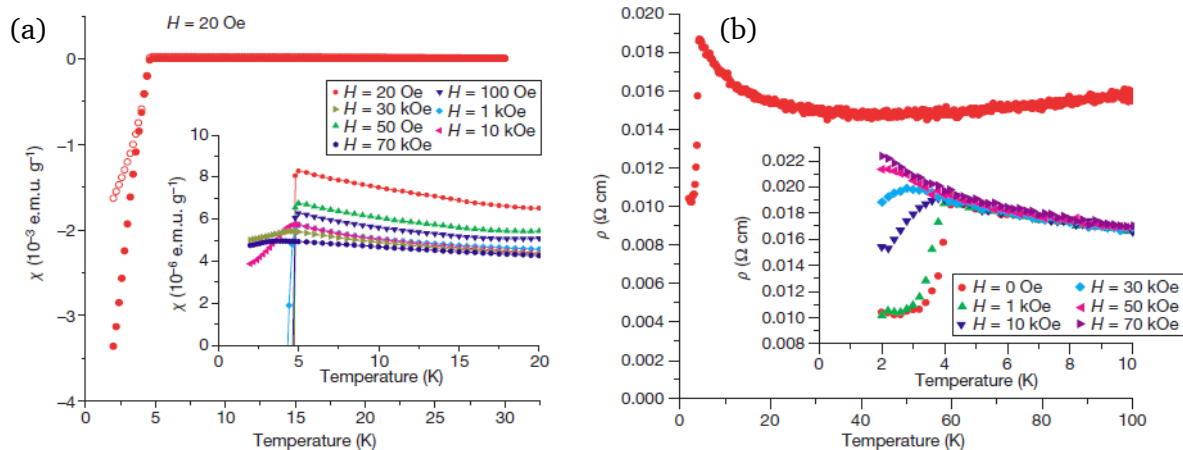 (a)
H = 20 Oe
0
–1
–2
–3
–4
χ (10⁻³ e.m.u. g⁻¹)
0 5 10 15 20 25 30
Temperature (K)
H = 20 Oe H = 100 Oe
H = 30 kOe H = 1 kOe
H = 50 Oe H = 10 kOe
H = 70 kOe
10
8
6
4
2
0
χ (10⁻⁶ e.m.u. g⁻¹)
0 5 10 15 20
Temperature (K)
(b)
0.020
0.018
0.016
0.014
0.012
0.010
0.008
0.006
0.004
0.002
0.000
ρ (Ω cm)
0 20 40 60 80 100
Temperature (K)
0.022
0.020
0.018
0.016
0.014
0.012
0.010
0.008
ρ (Ω cm)
H = 0 Oe H = 30 kOe
H = 1 kOe H = 50 kOe
H = 10 kOe H = 70 kOe
0 2 4 6 8 10
Temperature (K)